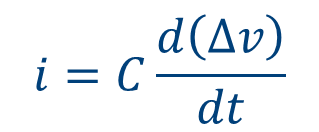 i = C d(Δv)/dt